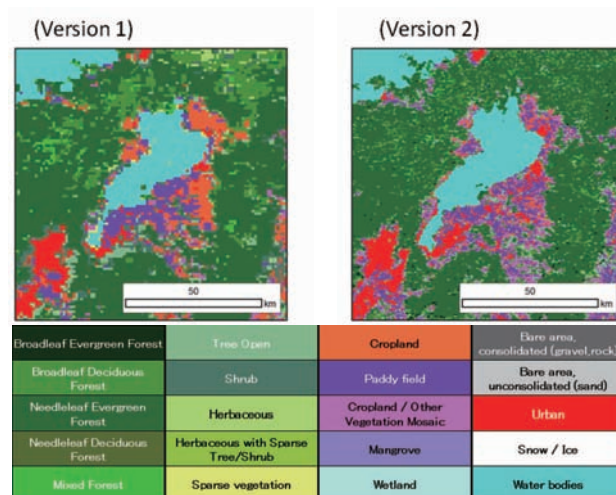 (Version 1)
(Version 2)
50
km
50
km
Broadleaf Evergreen Forest
Tree Open
Cropland
Bare area,
consolidated (gravel,rock)
Broadleaf Deciduous
Forest
Shrub
Paddy field
Bare area,
unconsolidated (sand)
Needleleaf Evergreen
Forest
Herbaceous
Cropland / Other
Vegetation Mosaic
Urban
Needleleaf Deciduous
Forest
Herbaceous with Sparse
Tree/Shrub
Mangrove
Snow / Ice
Mixed Forest
Sparse vegetation
Wetland
Water bodies